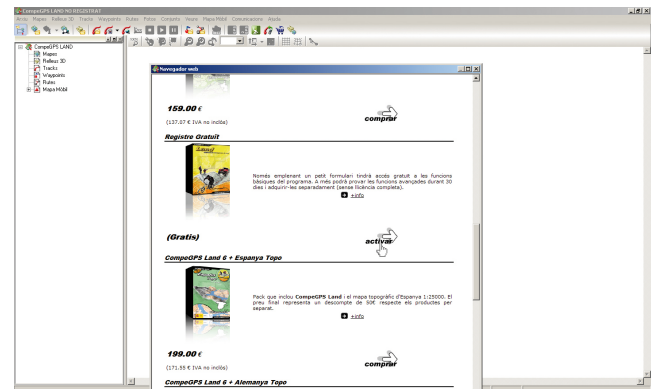 CompeGPS LAND NO REGISTRAT
Arxiu Mapes Relleus 3D Tracks Waypoints Rutes Fotos Compets Veure Mapa Mòbil Comunicacions Ajuda
CompeGPS LAND
Mapes
Relleus 3D
Tracks
Waypoints
Rutes
Mapa Mòbil
Navegador web
159.00 €
(137.07 € IVA no inclòs)
comprar
Registre Gratuït
Només emplenant un petit formulari tindrà accés gratuït a les funcions
bàsiques del programa. A més podrà provar les funcions avançades durant 30
dies i adquirir-les separadament (sense llicència completa).
+info
(Gratis)
activar
CompeGPS Land 6 + Espanya Topo
Pack que inclou CompeGPS Land i el mapa topogràfic d'Espanya 1:25000. El
preu final representa un descompte de 50€ respecte els productes per
separat.
+info
199.00 €
(171.55 € IVA no inclòs)
comprar
CompeGPS Land 6 + Alemanya Topo